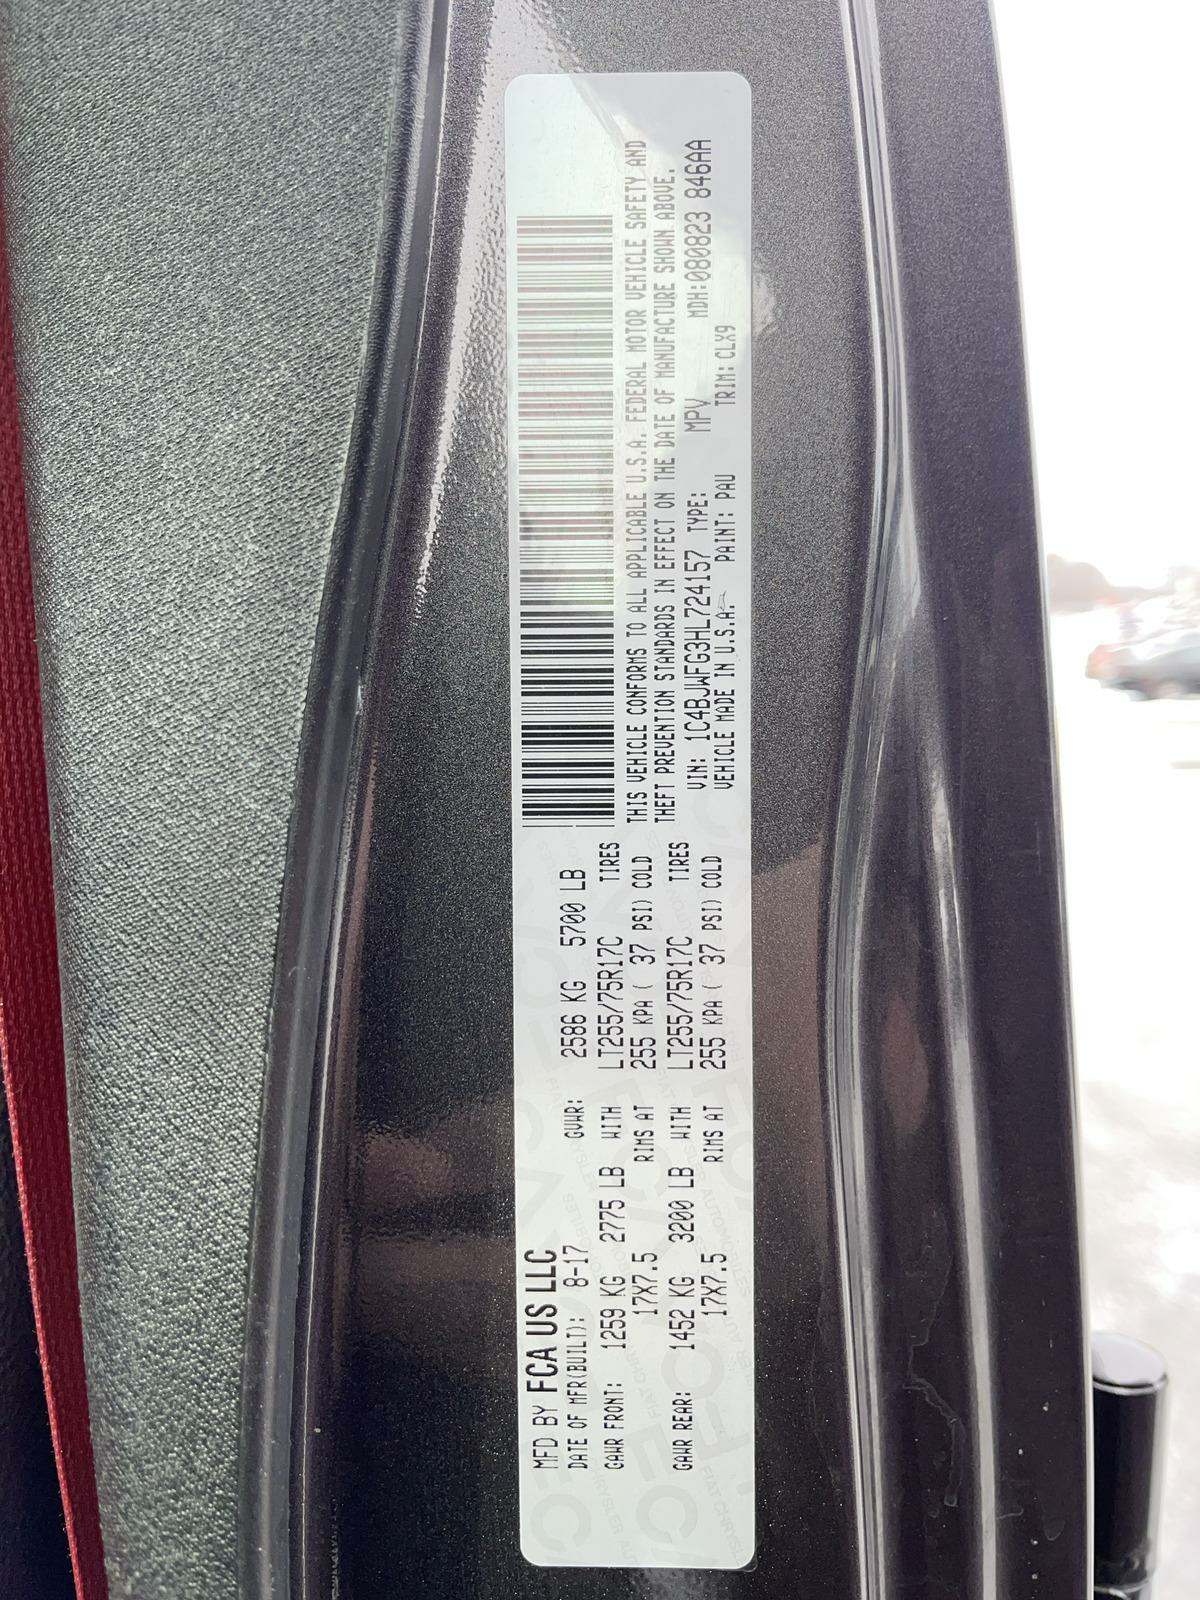 MFD BY FCA US LLC
DATE OF MFR(BUILT): 8-17 GVWR: 2586 KG 5700 LB
GAWR FRONT: 1259 KG 2775 LB WITH LT255/75R17C TIRES
17X7.5 RIMS AT 255 KPA ( 37 PSI) COLD
GAWR REAR: 1452 KG 3200 LB WITH LT255/75R17C TIRES
17X7.5 RIMS AT 255 KPA ( 37 PSI) COLD
THIS VEHICLE CONFORMS TO ALL APPLICABLE U.S.A. FEDERAL MOTOR VEHICLE SAFETY AND
THEFT PREVENTION STANDARDS IN EFFECT ON THE DATE OF MANUFACTURE SHOWN ABOVE.
VIN: 1C4BJWFG3HL724157 TYPE: MPV MDH:080823 846AA
VEHICLE MADE IN U.S.A. PAINT: PAU TRIM: CLX9